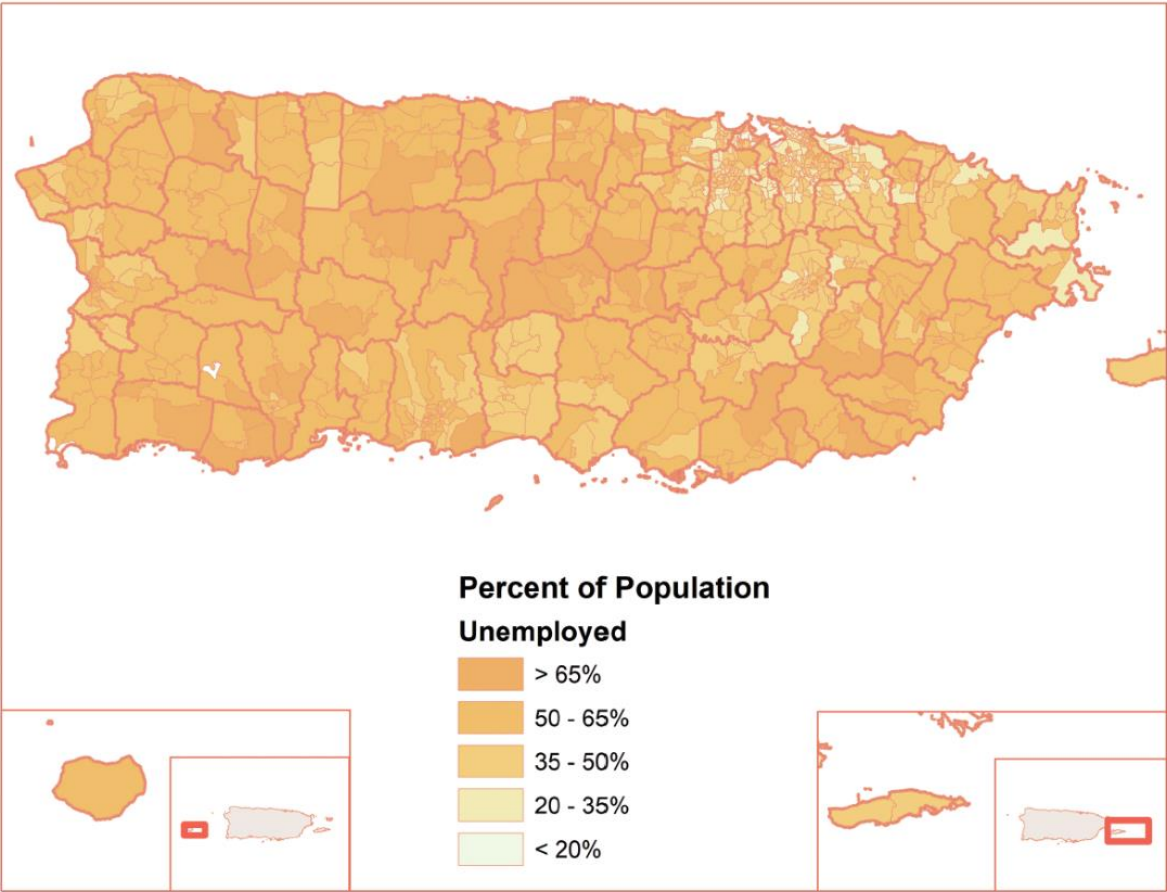 Percent of Population
Unemployed
> 65%
50 - 65%
35 - 50%
20 - 35%
< 20%